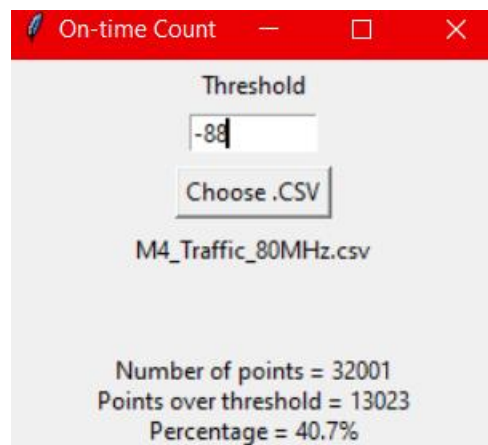 On-time Count
Threshold
-88
Choose .CSV
M4_Traffic_80MHz.csv
Number of points = 32001
Points over threshold = 13023
Percentage = 40.7%